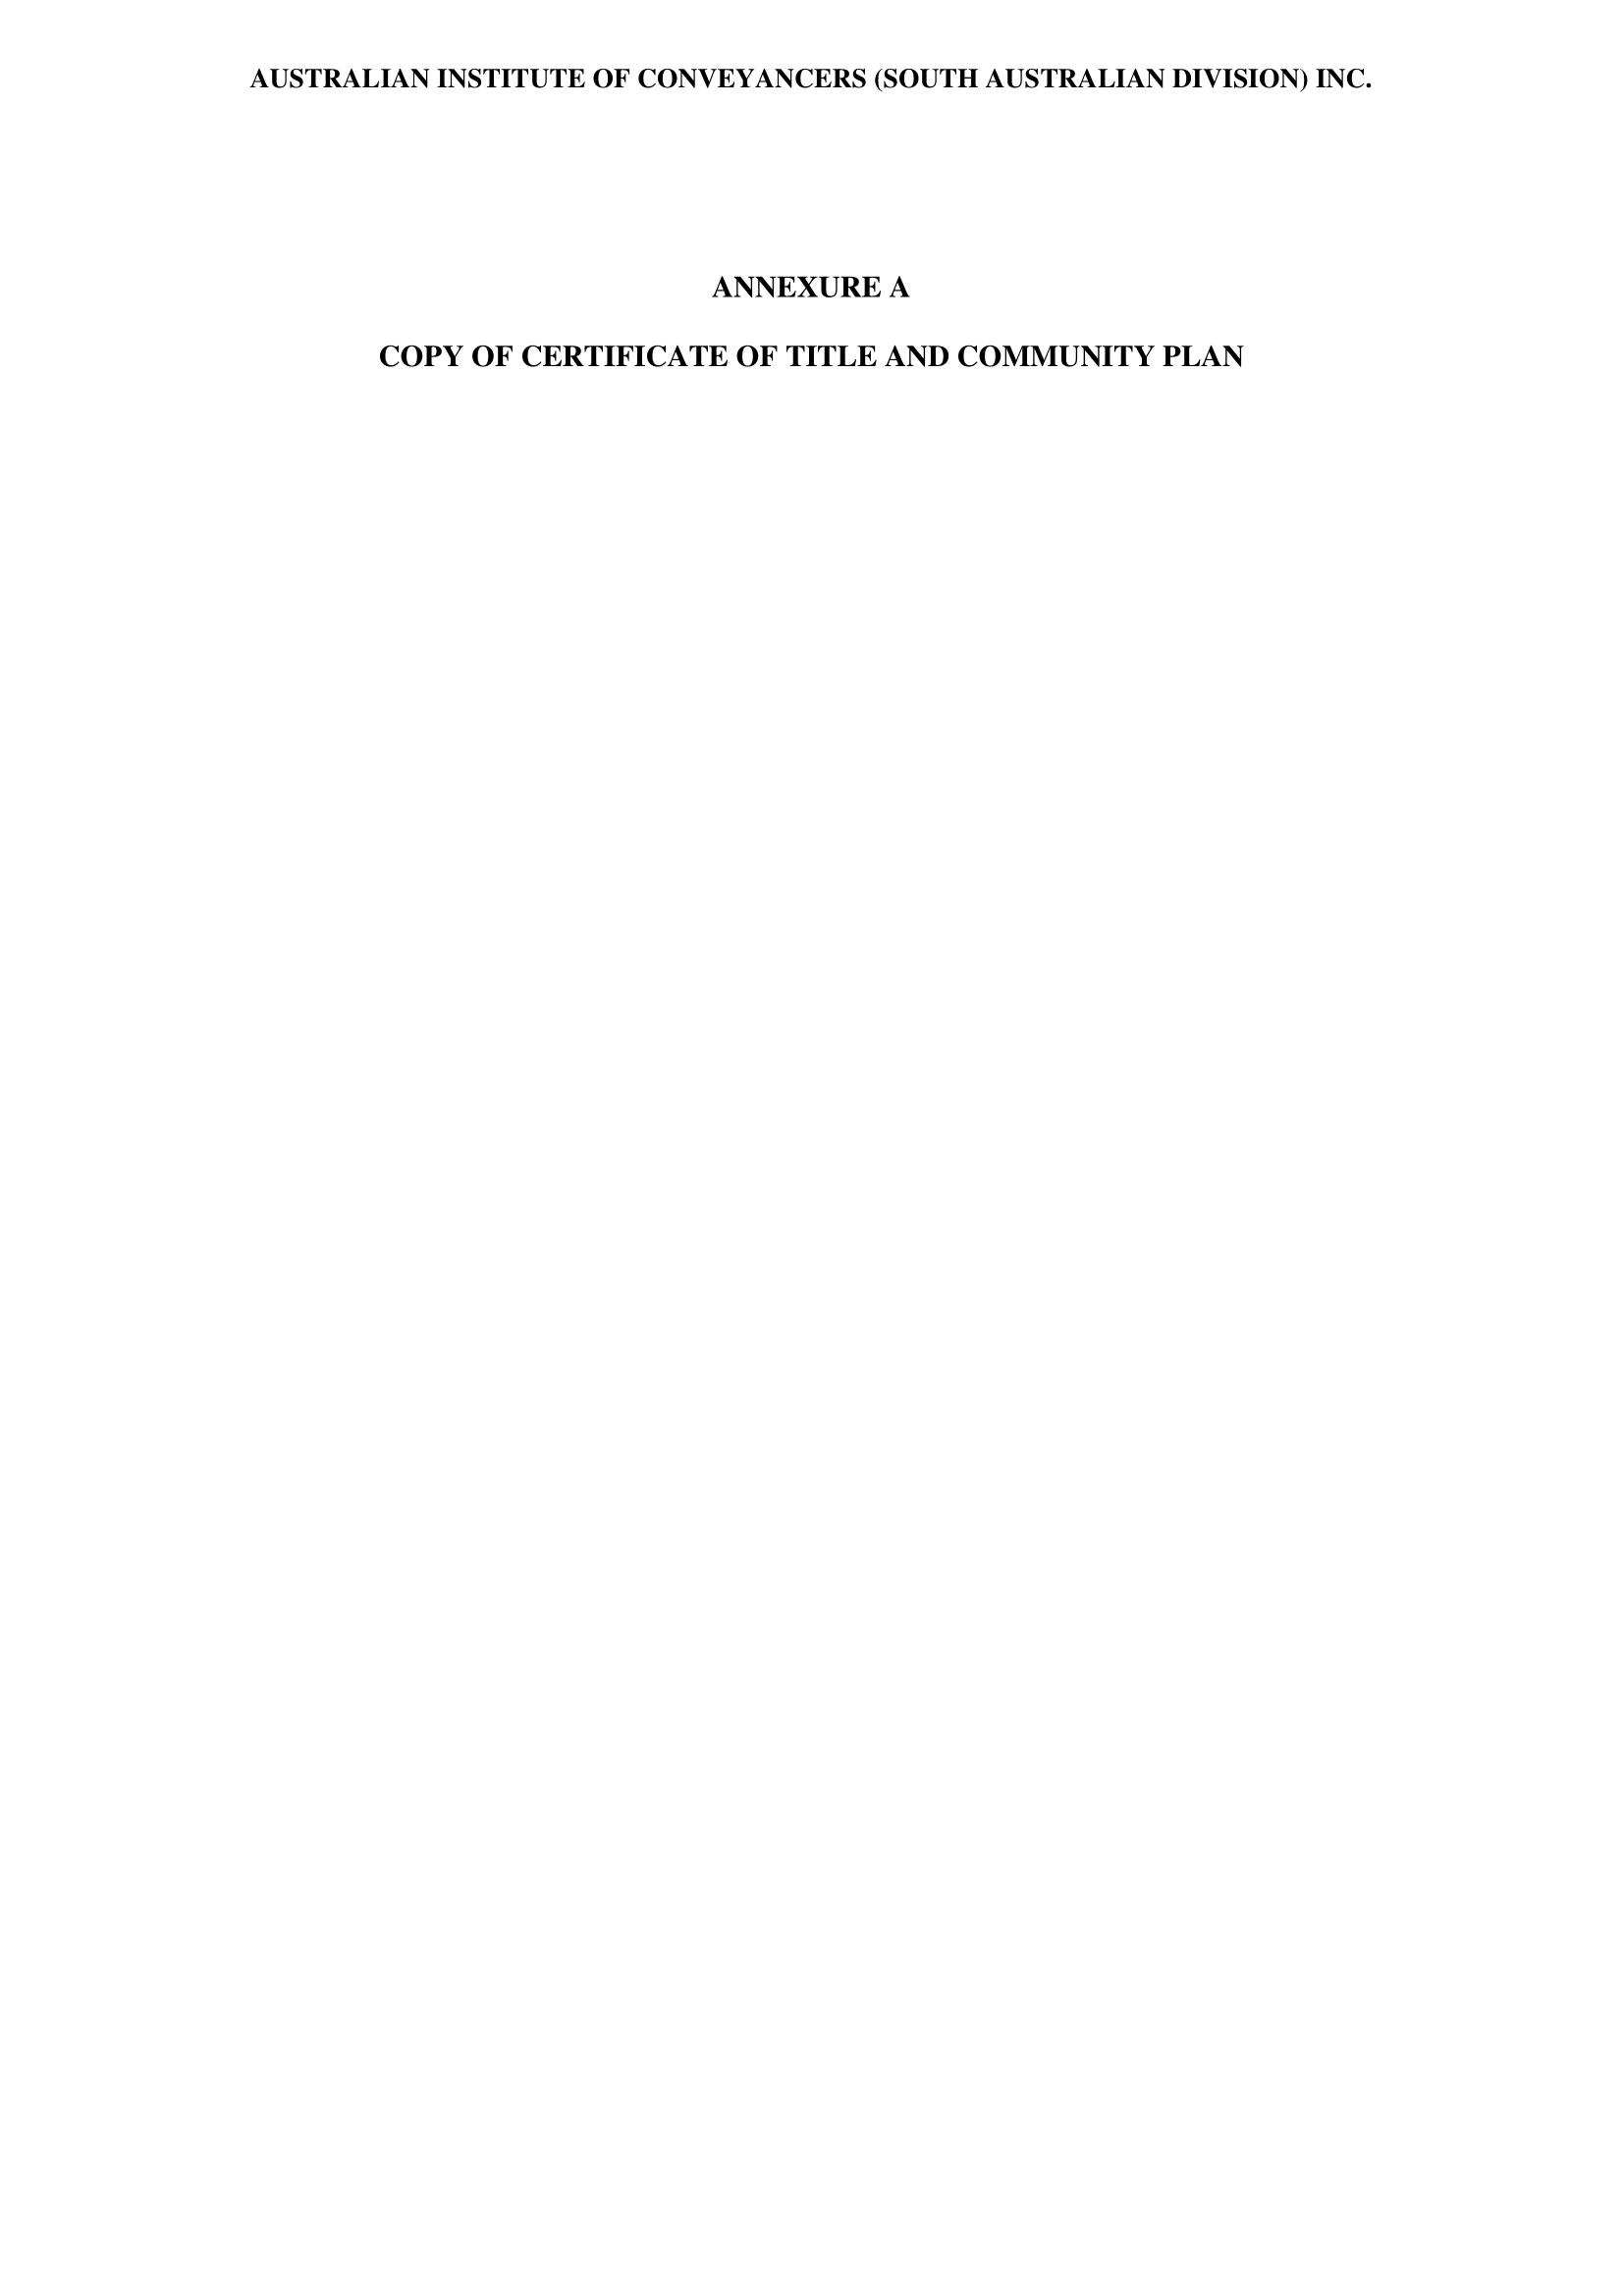 AUSTRALIAN INSTITUTE OF CONVEYANCERS (SOUTH AUSTRALIAN DIVISION) INC.
ANNEXURE A
COPY OF CERTIFICATE OF TITLE AND COMMUNITY PLAN